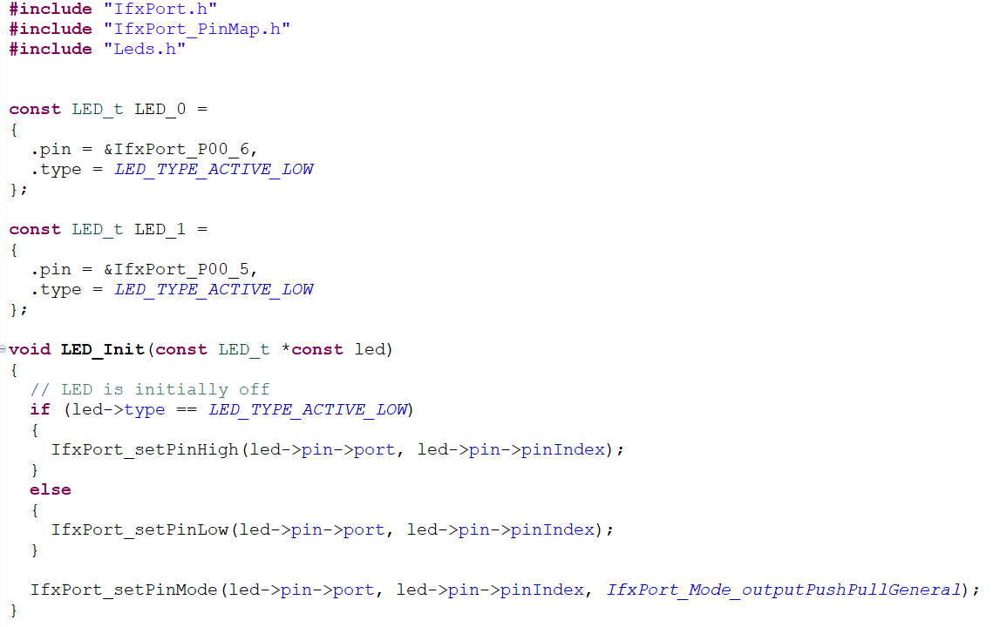 #include "IfxPort.h"
#include "IfxPort_PinMap.h"
#include "Leds.h"
const LED_t LED_0 =
{
  .pin = &IfxPort_P00_6,
  .type = LED_TYPE_ACTIVE_LOW
};
const LED_t LED_1 =
{
  .pin = &IfxPort_P00_5,
  .type = LED_TYPE_ACTIVE_LOW
};
void LED_Init(const LED_t *const led)
{
  // LED is initially off
  if (led->type == LED_TYPE_ACTIVE_LOW)
  {
    IfxPort_setPinHigh(led->pin->port, led->pin->pinIndex);
  }
  else
  {
    IfxPort_setPinLow(led->pin->port, led->pin->pinIndex);
  }
  IfxPort_setPinMode(led->pin->port, led->pin->pinIndex, IfxPort_Mode_outputPushPullGeneral);
}